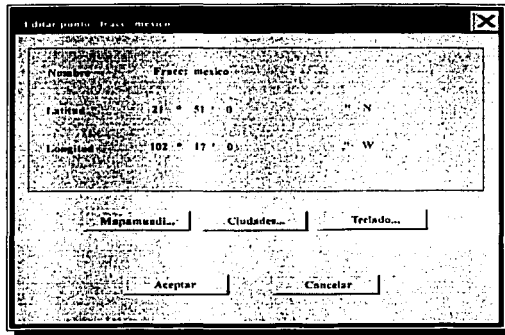 Editar punto fracc mexico
Nombre Fracc mexico
Latitud 21 ° 51 ' 0 " N
Longitud 102 ° 17 ' 0 " W
Mapamundi... Ciudades... Teclado...
Aceptar Cancelar